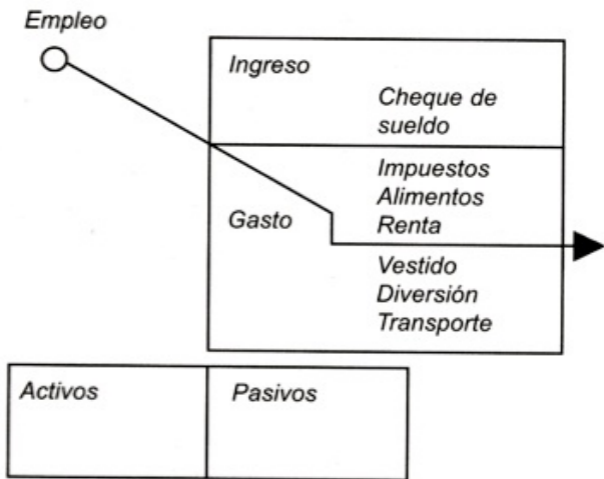 Empleo
Ingreso
Cheque de
sueldo
Impuestos
Alimentos
Gasto
Renta
Vestido
Diversión
Transporte
Activos
Pasivos